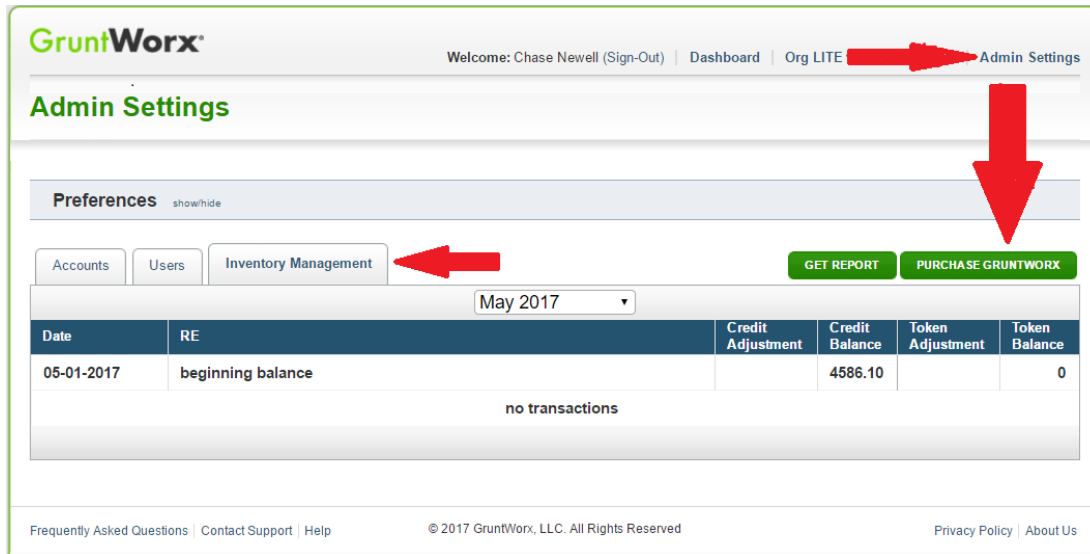 GruntWorx
Welcome: Chase Newell (Sign-Out) | Dashboard | Org LITE | Admin Settings
Admin Settings
Preferences show/hide
Accounts Users Inventory Management GET REPORT PURCHASE GRUNTWORX
May 2017
Date RE Credit Adjustment Credit Balance Token Adjustment Token Balance
05-01-2017 beginning balance 4586.10 0
no transactions
Frequently Asked Questions | Contact Support | Help © 2017 GruntWorx, LLC. All Rights Reserved Privacy Policy | About Us